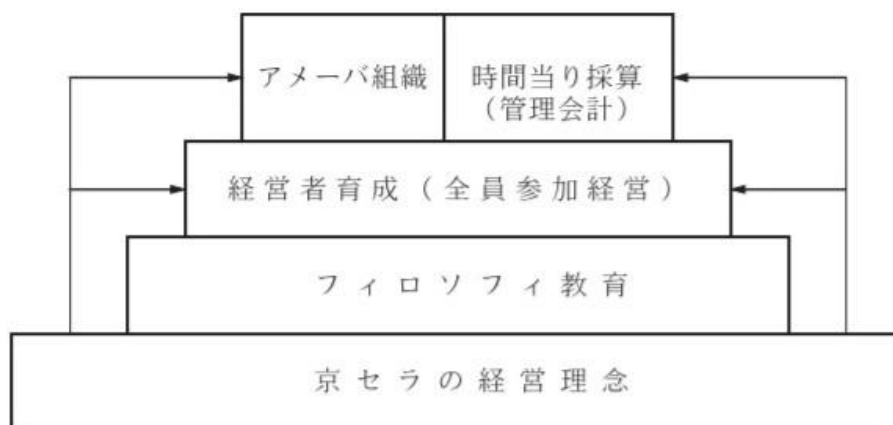 アメーバ組織
時間当り採算
（管理会計）
経営者育成（全員参加経営）
フィロソフィ教育
京セラの経営理念